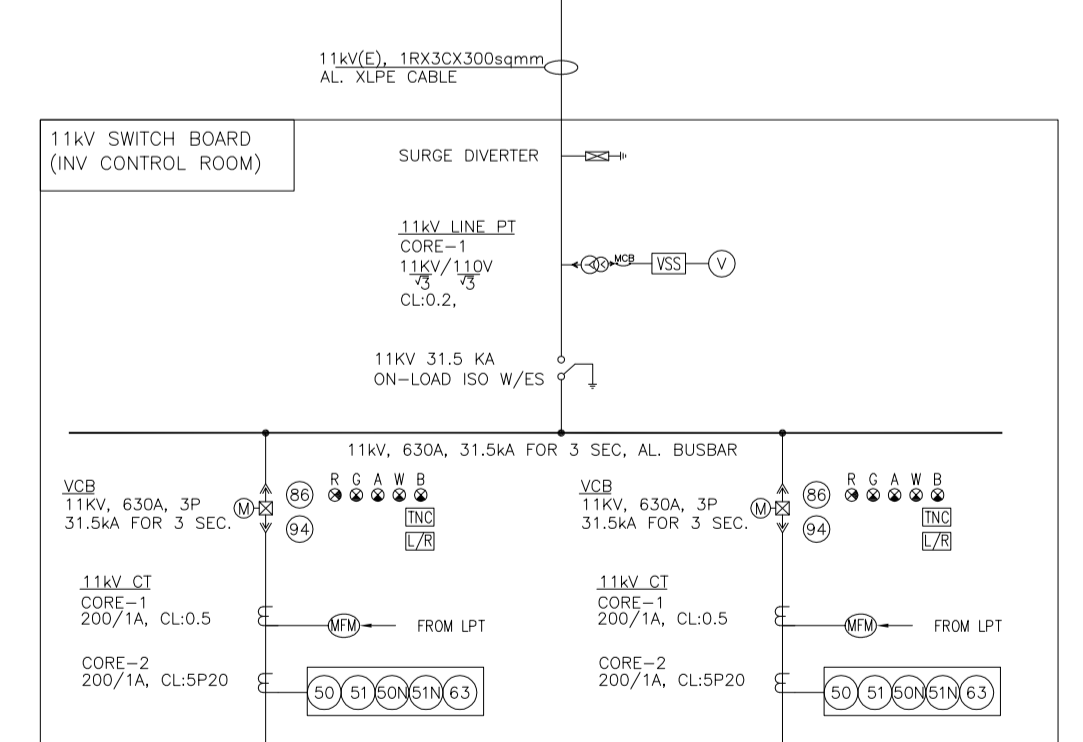 11kV(E), 1RX3CX300sqmm
AL. XLPE CABLE
11kV SWITCH BOARD
(INV CONTROL ROOM)
SURGE DIVERTER
11kV LINE PT
CORE-1
11KV/110V
√3 √3
CL:0.2,
MCB
VSS
V
11KV 31.5 KA
ON-LOAD ISO W/ES
11kV, 630A, 31.5kA FOR 3 SEC, AL. BUSBAR
VCB
11KV, 630A, 3P
31.5kA FOR 3 SEC.
M
86
94
R G A W B
TNC
L/R
11kV CT
CORE-1
200/1A, CL:0.5
MFM
FROM LPT
CORE-2
200/1A, CL:5P20
50 51 50N 51N 63
VCB
11KV, 630A, 3P
31.5kA FOR 3 SEC.
M
86
94
R G A W B
TNC
L/R
11kV CT
CORE-1
200/1A, CL:0.5
MFM
FROM LPT
CORE-2
200/1A, CL:5P20
50 51 50N 51N 63